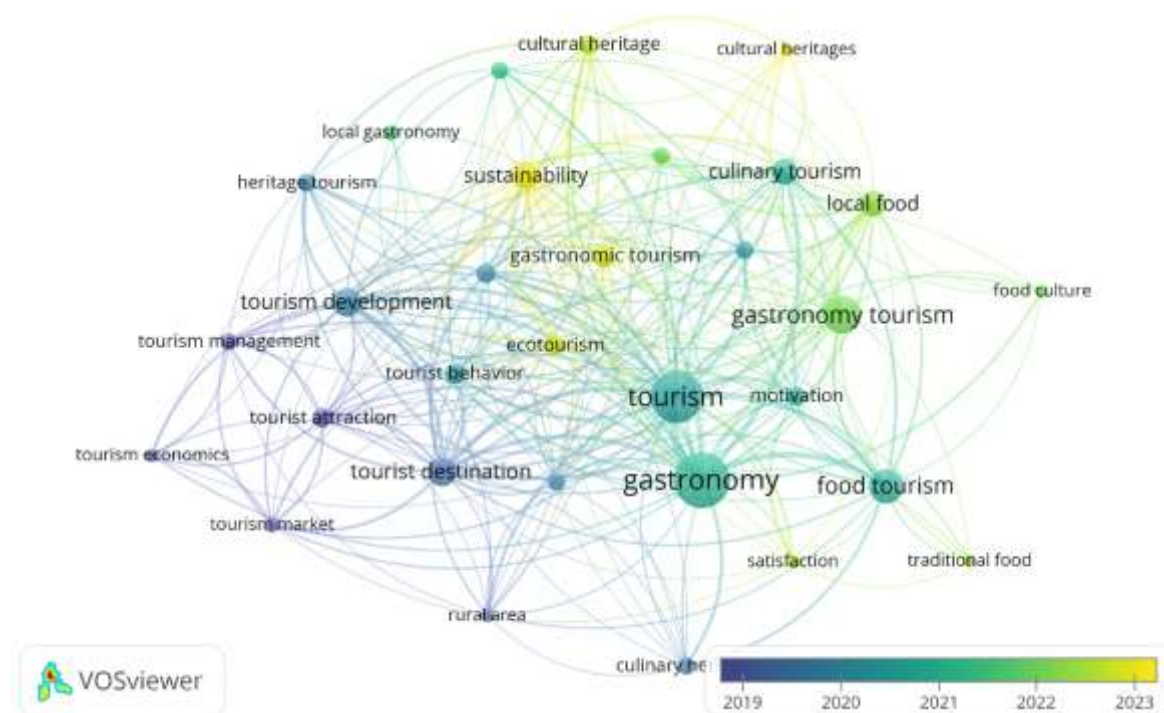 cultural heritage
cultural heritages
local gastronomy
heritage tourism
sustainability
culinary tourism
local food
gastronomic tourism
food culture
tourism development
gastronomy tourism
tourism management
ecotourism
tourist behavior
tourism
motivation
tourist attraction
tourism economics
tourist destination
gastronomy
food tourism
tourism market
satisfaction
traditional food
rural area
culinary he
VOSviewer
2019 2020 2021 2022 2023